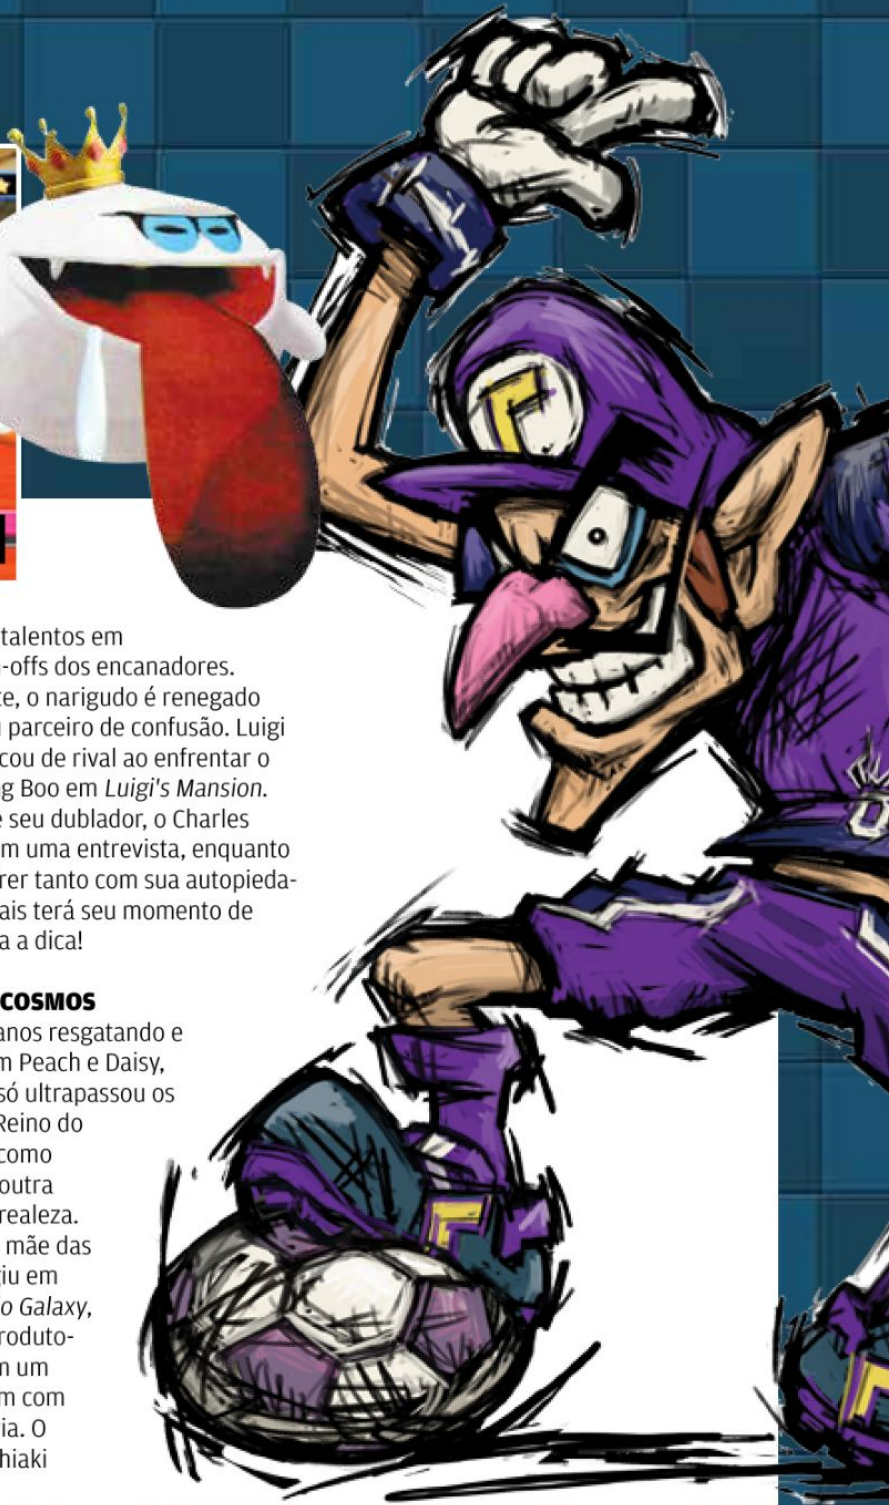 talentos em
-offs dos encanadores.
te, o narigudo é renegado
parceiro de confusão. Luigi
cou de rival ao enfrentar o
g Boo em Luigi's Mansion.
e seu dublador, o Charles
m uma entrevista, enquanto
rer tanto com sua autopieda-
ais terá seu momento de
a a dica!
COSMOS
anos resgatando e
m Peach e Daisy,
só ultrapassou os
Reino do
como
outra
realeza.
mãe das
giu em
o Galaxy,
roduto-
m um
m com
ia. O
hiaki